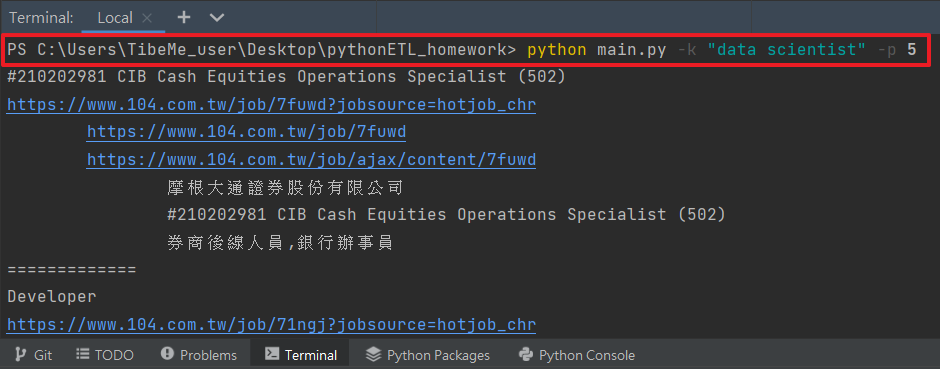 Terminal: Local × + ∨
PS C:\Users\TibeMe_user\Desktop\pythonETL_homework> python main.py -k "data scientist" -p 5
#210202981 CIB Cash Equities Operations Specialist (502)
https://www.104.com.tw/job/7fuwd?jobsource=hotjob_chr
https://www.104.com.tw/job/7fuwd
https://www.104.com.tw/job/ajax/content/7fuwd
摩根大通證券股份有限公司
#210202981 CIB Cash Equities Operations Specialist (502)
券商後線人員,銀行辦事員
=============
Developer
https://www.104.com.tw/job/71ngj?jobsource=hotjob_chr
Git TODO Problems Terminal Python Packages Python Console